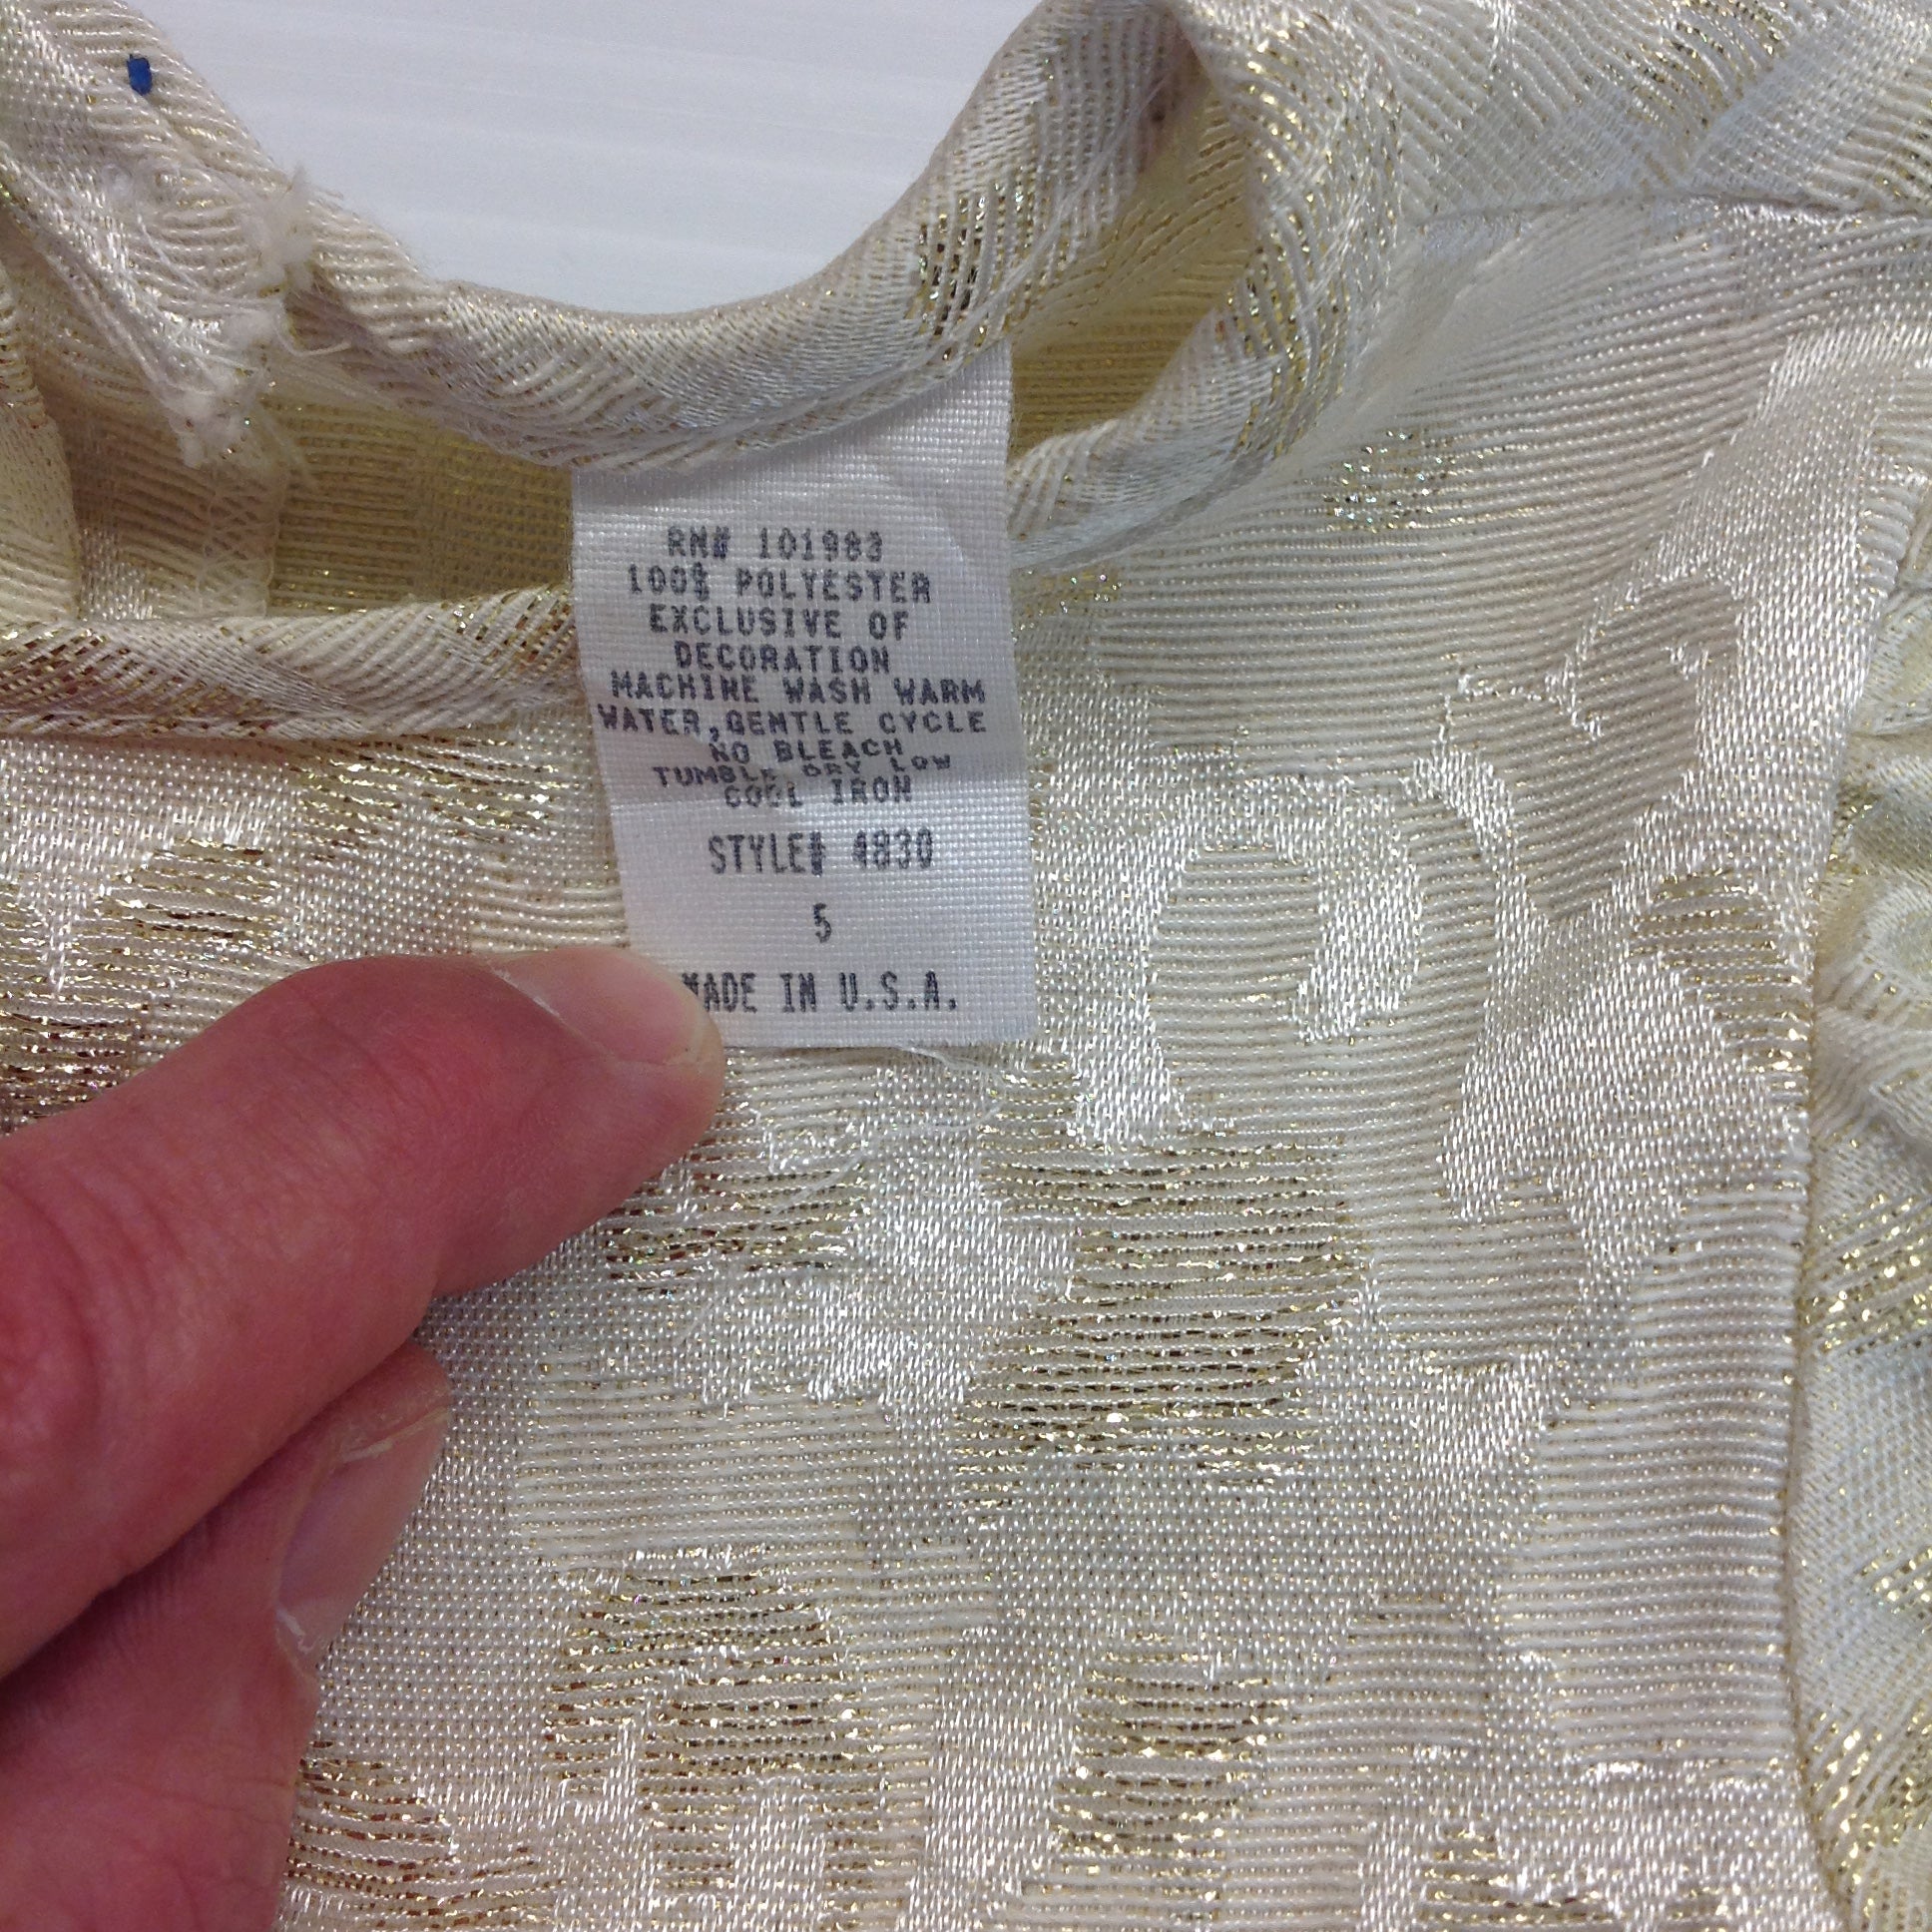 RN# 101983
100% POLYESTER
EXCLUSIVE OF
DECORATION
MACHINE WASH WARM
WATER,GENTLE CYCLE
NO BLEACH
TUMBLE DRY LOW
COOL IRON
STYLE# 4830
5
MADE IN U.S.A.